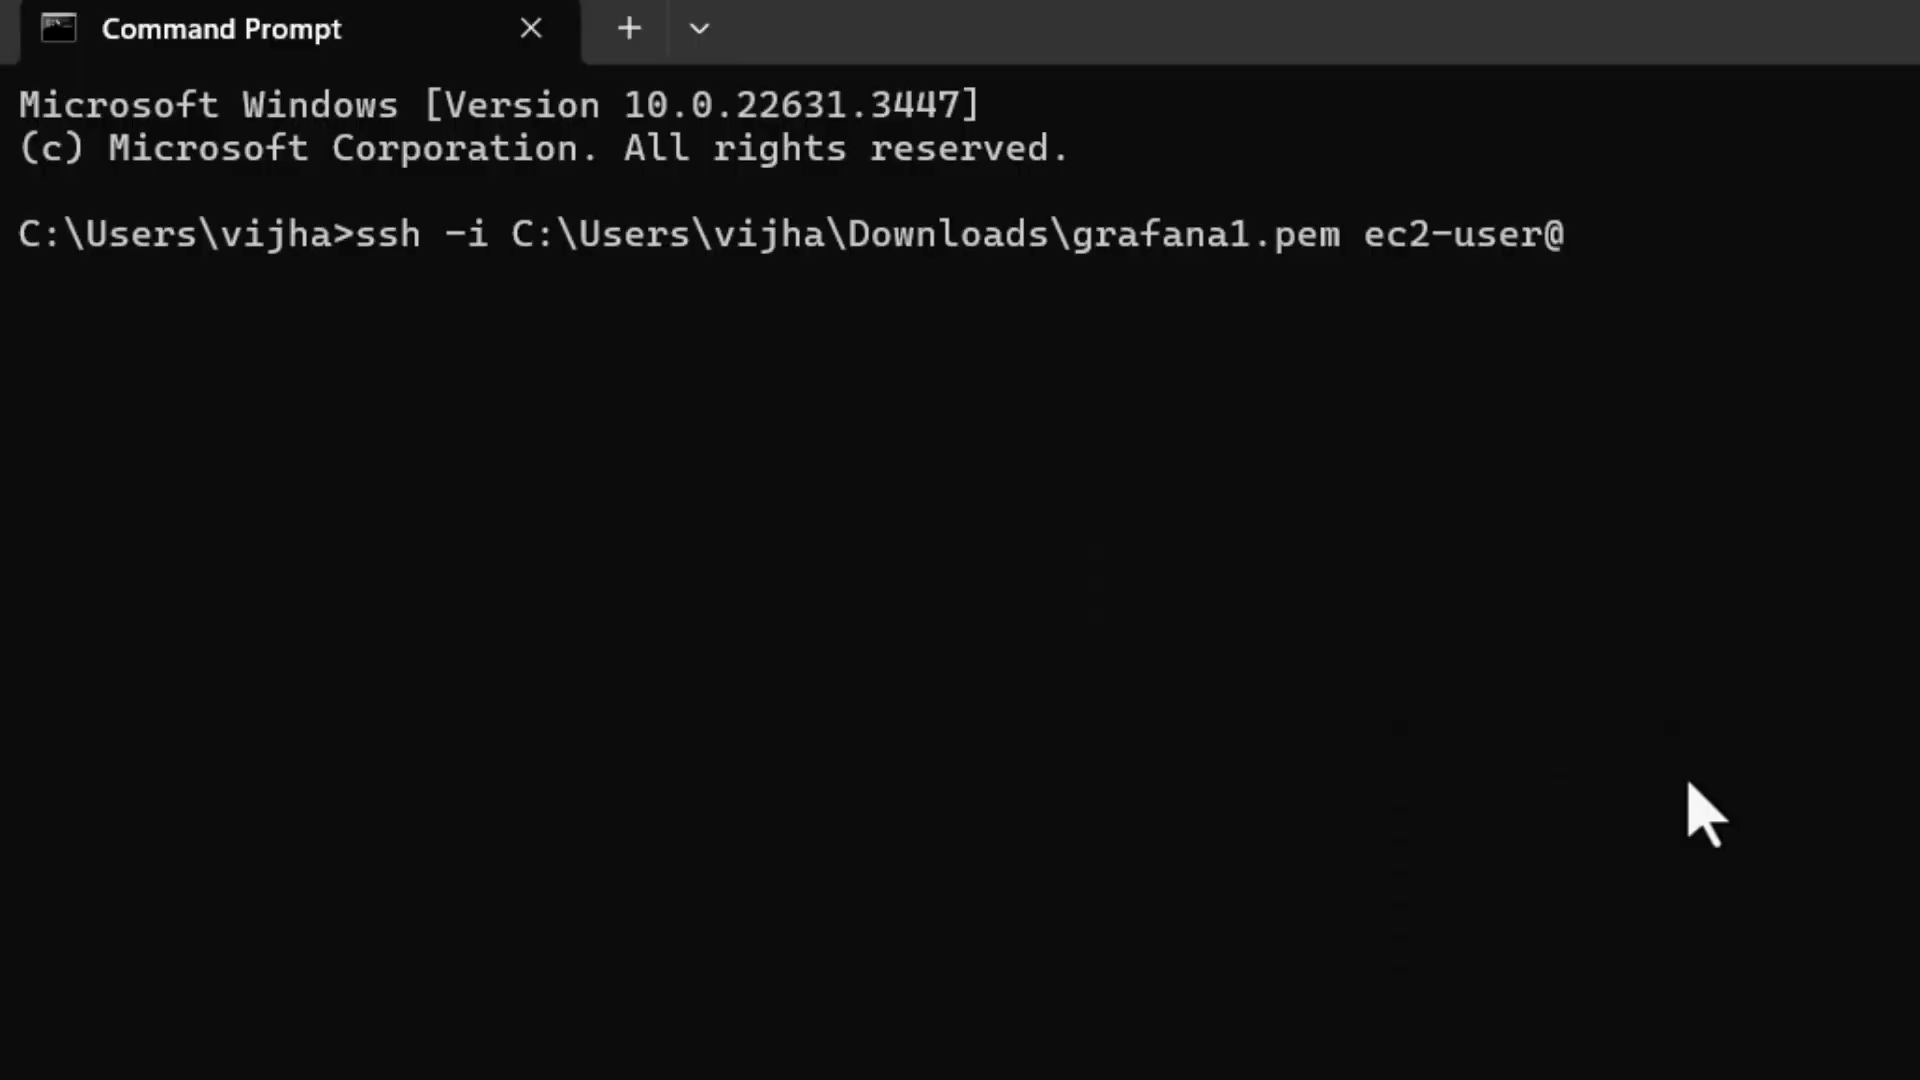 Command Prompt
Microsoft Windows [Version 10.0.22631.3447]
(c) Microsoft Corporation. All rights reserved.
C:\Users\vijha>ssh -i C:\Users\vijha\Downloads\grafana1.pem ec2-user@